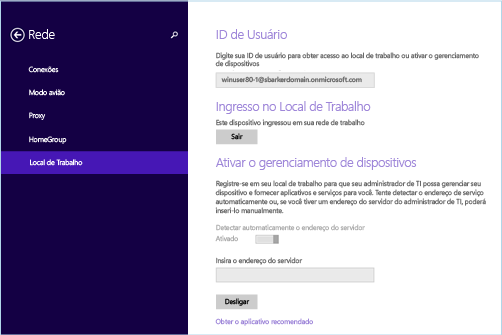 Rede
Conexões
Modo avião
Proxy
HomeGroup
Local de Trabalho
ID de Usuário
Digite sua ID de usuário para obter acesso ao local de trabalho ou ativar o gerenciamento
de dispositivos
winuser80-1@sbarkerdomain.onmicrosoft.com
Ingresso no Local de Trabalho
Este dispositivo ingressou em sua rede de trabalho
Sair
Ativar o gerenciamento de dispositivos
Registre-se em seu local de trabalho para que seu administrador de TI possa gerenciar seu
dispositivo e fornecer aplicativos e serviços para você. Tente detectar o endereço de serviço
automaticamente ou, se você tiver um endereço do servidor do administrador de TI, poderá
inseri-lo manualmente.
Detectar automaticamente o endereço do servidor
Ativado
Insira o endereço do servidor
Desligar
Obter o aplicativo recomendado